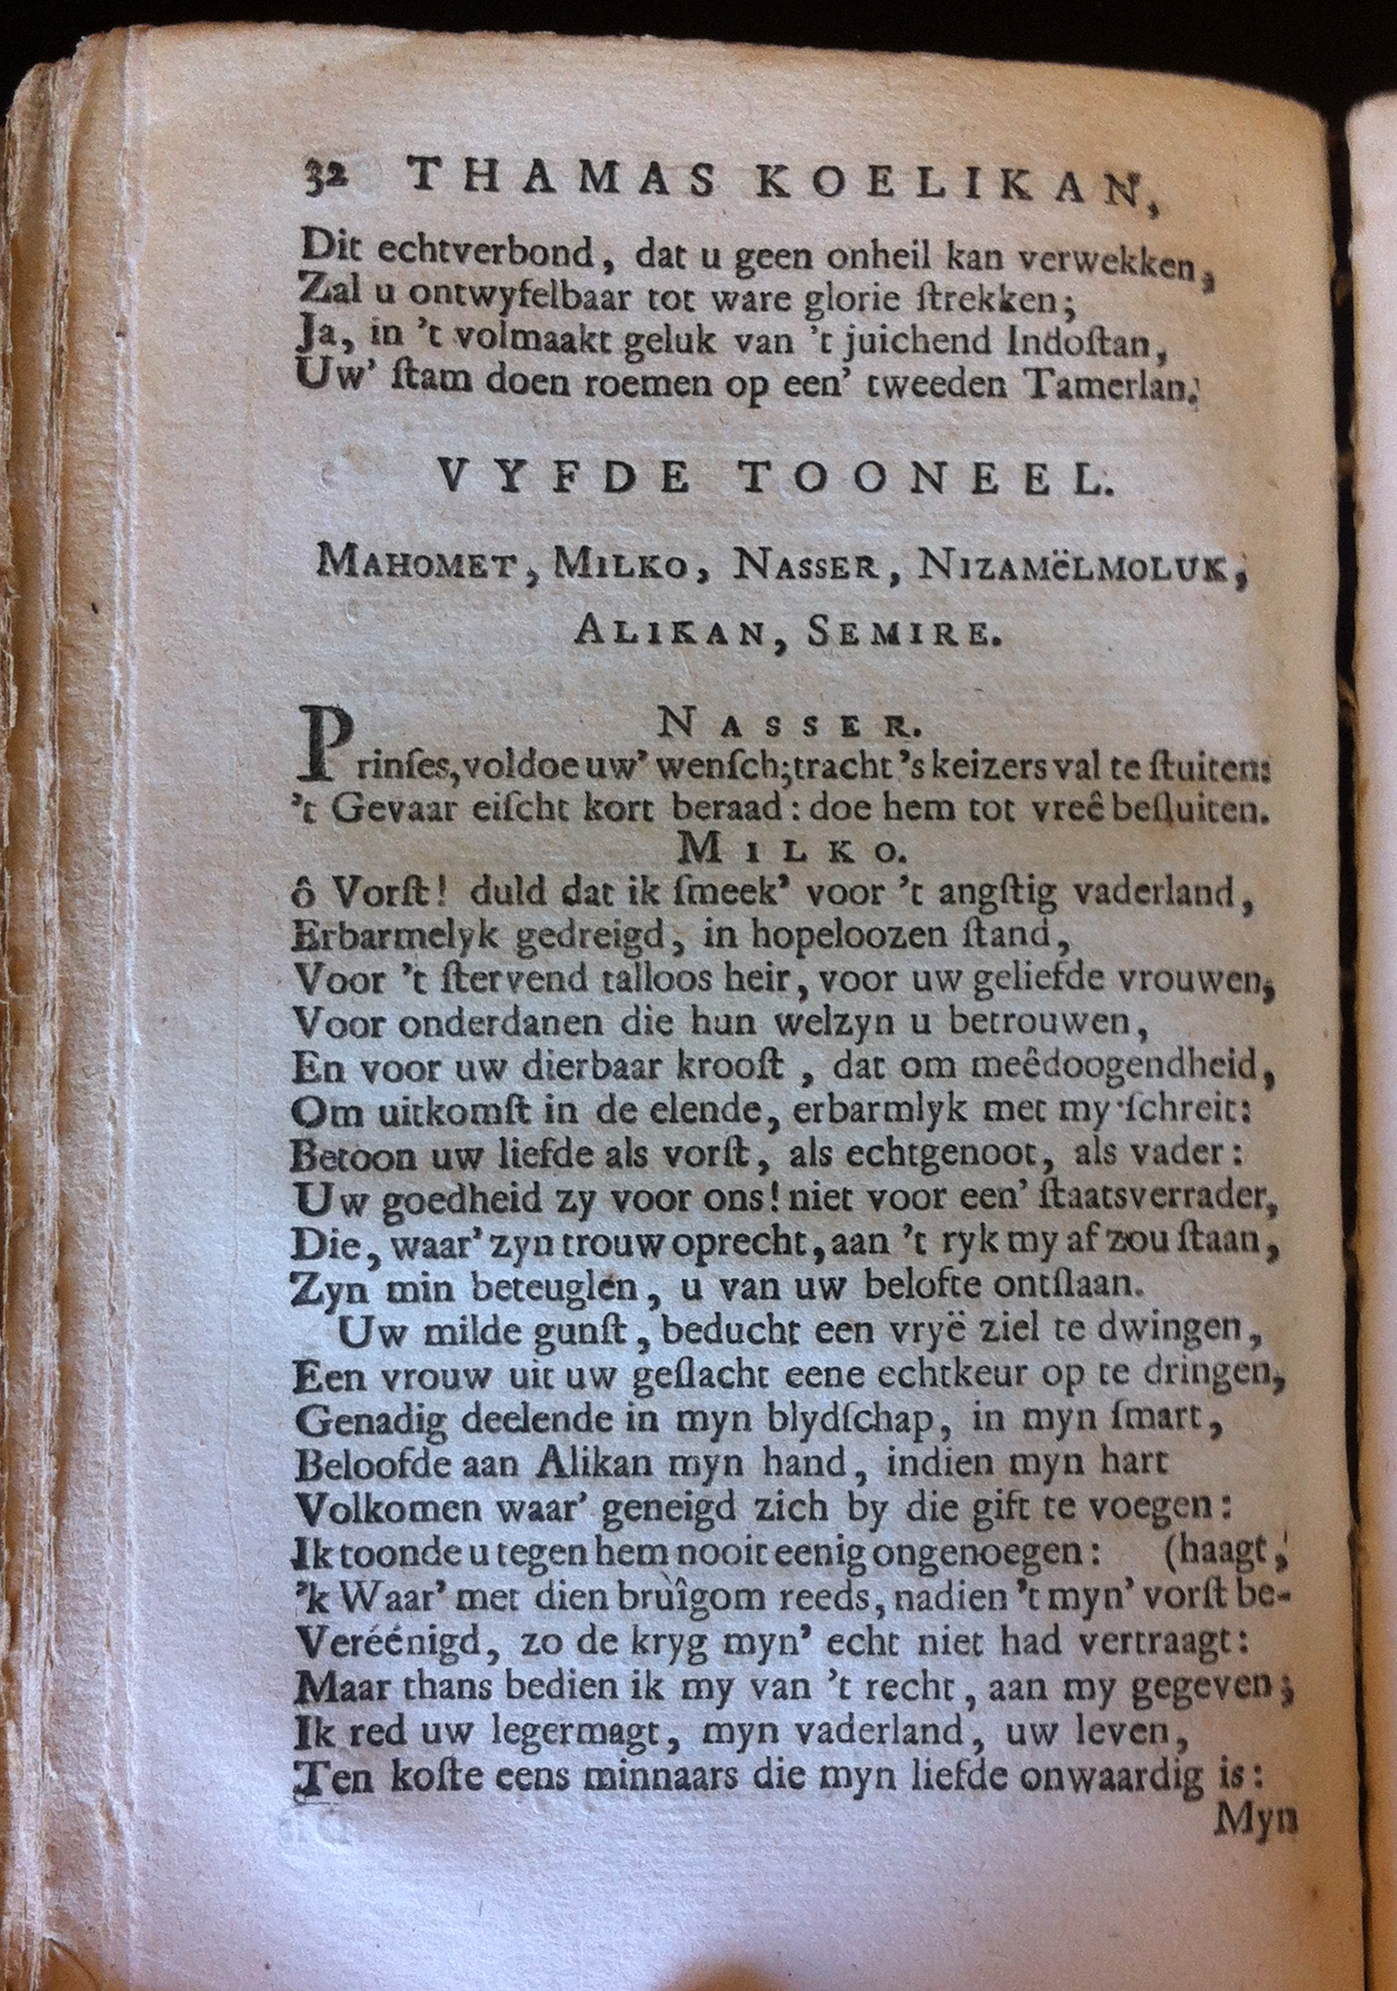 32 THAMAS KOELIKAN,
Dit echtverbond, dat u geen onheil kan verwekken,
Zal u ontwyfelbaar tot ware glorie ſtrekken;
Ja, in 't volmaakt geluk van 't juichend Indoſtan,
Uw' ſtam doen roemen op een' tweeden Tamerlan.
VYFDE TOONEEL.
MAHOMET, MILKO, NASSER, NIZAMëLMOLUK,
ALIKAN, SEMIRE.
NASSER.
Prinſes, voldoe uw' wenſch; tracht 's keizers val te ſtuiten:
't Gevaar eiſcht kort beraad: doe hem tot vreê beſluiten.
MILKO.
ô Vorſt! duld dat ik ſmeek' voor 't angſtig vaderland,
Erbarmelyk gedreigd, in hopeloozen ſtand,
Voor 't ſtervend talloos heir, voor uw geliefde vrouwen,
Voor onderdanen die hun welzyn u betrouwen,
En voor uw dierbaar krooſt, dat om meêdoogendheid,
Om uitkomſt in de elende, erbarmlyk met my ſchreit:
Betoon uw liefde als vorſt, als echtgenoot, als vader:
Uw goedheid zy voor ons! niet voor een' ſtaatsverrader,
Die, waar' zyn trouw oprecht, aan 't ryk my af zou ſtaan,
Zyn min beteuglen, u van uw belofte ontſlaan.
Uw milde gunſt, beducht een vryë ziel te dwingen,
Een vrouw uit uw geſlacht eene echtkeur op te dringen,
Genadig deelende in myn blydſchap, in myn ſmart,
Beloofde aan Alikan myn hand, indien myn hart
Volkomen waar' geneigd zich by die gift te voegen:
Ik toonde u tegen hem nooit eenig ongenoegen: (haagt,
'k Waar' met dien brùîgom reeds, nadien 't myn' vorſt be-
Veréénigd, zo de kryg myn' echt niet had vertraagt:
Maar thans bedien ik my van 't recht, aan my gegeven;
Ik red uw legermagt, myn vaderland, uw leven,
Ten koſte eens minnaars die myn liefde onwaardig is:
Myn